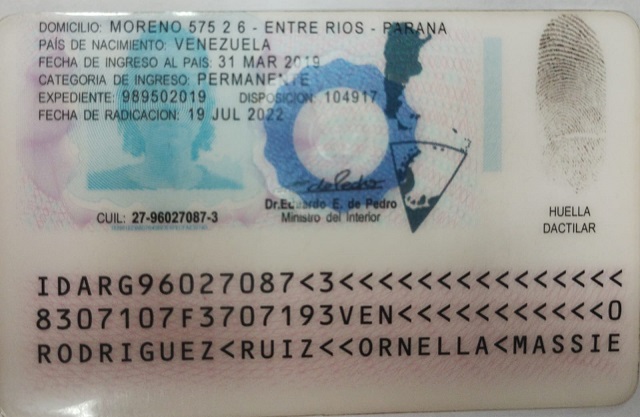 DOMICILIO: MORENO 575 2 6 - ENTRE RIOS - PARANA
PAÍS DE NACIMIENTO: VENEZUELA
FECHA DE INGRESO AL PAÍS: 31 MAR 2019
CATEGORIA DE INGRESO: PERMANENTE
EXPEDIENTE: 989502019 DISPOSICION: 104917
FECHA DE RADICACION: 19 JUL 2022
CUIL: 27-96027087-3
Dr.Eduardo E. de Pedro
Ministro del Interior
HUELLA
DACTILAR
IDARG96027087<3<<<<<<<<<<<<<<<
8307107F3707193VEN<<<<<<<<<<<0
RODRIGUEZ<RUIZ<<ORNELLA<MASSIE